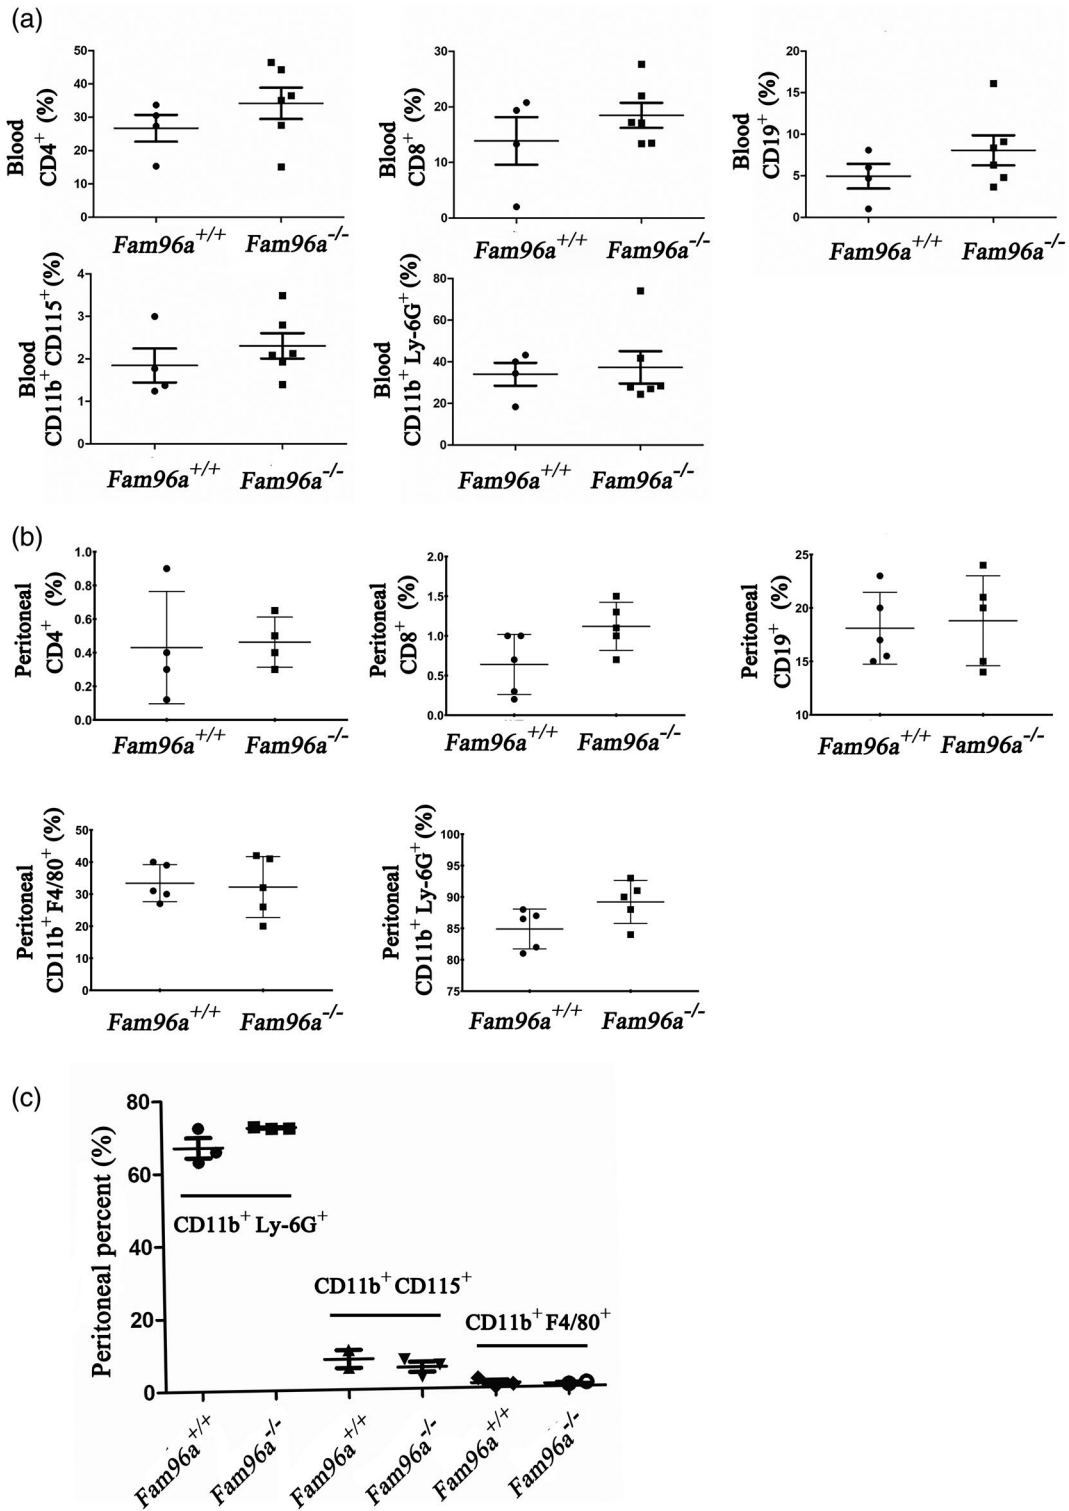 (a)
50
40
30
20
10
0
Blood
CD4+ (%)
Fam96a+/+ Fam96a-/-
30
20
10
0
Blood
CD8+ (%)
Fam96a+/+ Fam96a-/-
20
15
10
5
0
Blood
CD19+ (%)
Fam96a+/+ Fam96a-/-
4
3
2
1
0
Blood
CD11b+ CD115+ (%)
Fam96a+/+ Fam96a-/-
80
60
40
20
0
Blood
CD11b+ Ly-6G+ (%)
Fam96a+/+ Fam96a-/-
(b)
1.0
0.8
0.6
0.4
0.2
0.0
Peritoneal
CD4+ (%)
Fam96a+/+ Fam96a-/-
2.0
1.5
1.0
0.5
0.0
Peritoneal
CD8+ (%)
Fam96a+/+ Fam96a-/-
25
20
15
10
Peritoneal
CD19+ (%)
Fam96a+/+ Fam96a-/-
50
40
30
20
10
0
Peritoneal
CD11b+ F4/80+ (%)
Fam96a+/+ Fam96a-/-
100
95
90
85
80
75
Peritoneal
CD11b+ Ly-6G+ (%)
Fam96a+/+ Fam96a-/-
(c)
80
60
40
20
0
Peritoneal percent (%)
CD11b+ Ly-6G+
CD11b+ CD115+
CD11b+ F4/80+
Fam96a+/+
Fam96a-/-
Fam96a+/+
Fam96a-/-
Fam96a+/+
Fam96a-/-